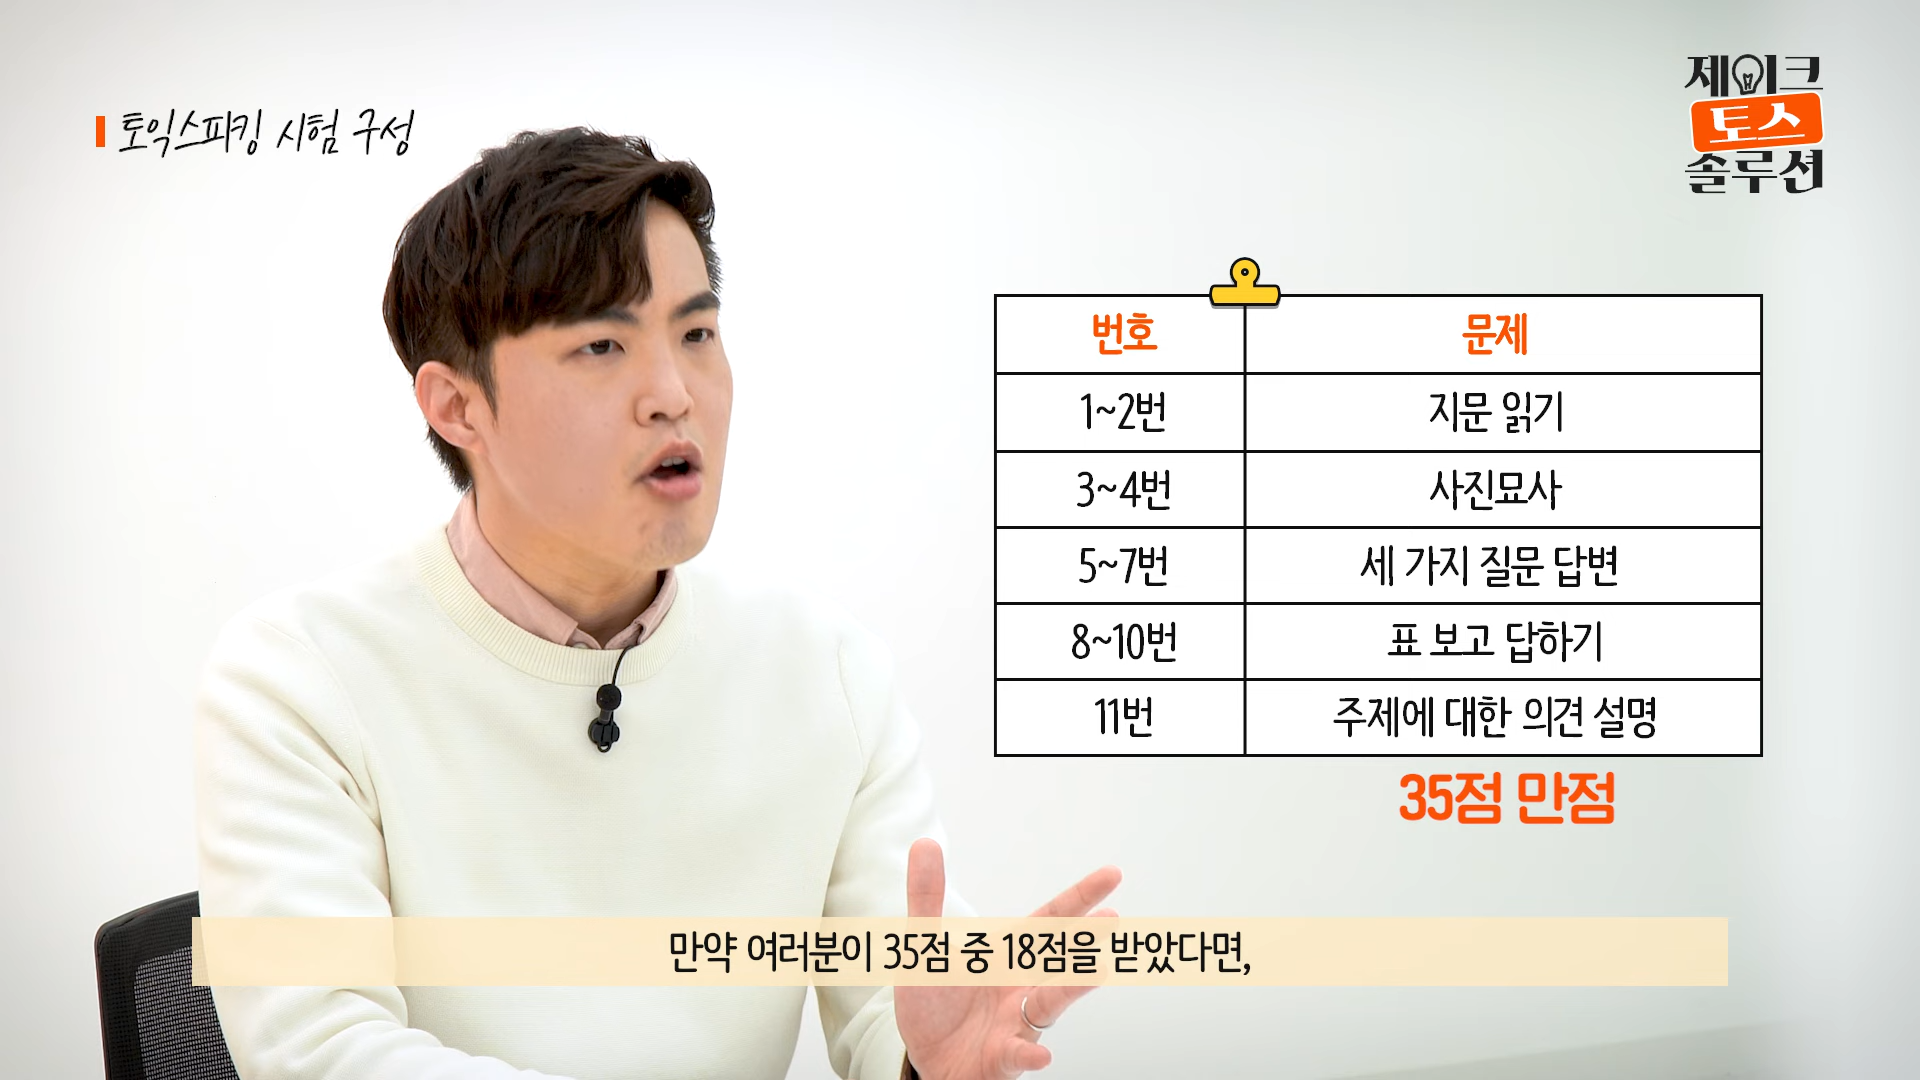 토익스피킹 시험 구성
제이크
토스
솔루션
번호 문제
1~2번 지문 읽기
3~4번 사진묘사
5~7번 세 가지 질문 답변
8~10번 표 보고 답하기
11번 주제에 대한 의견 설명
35점 만점
만약 여러분이 35점 중 18점을 받았다면,